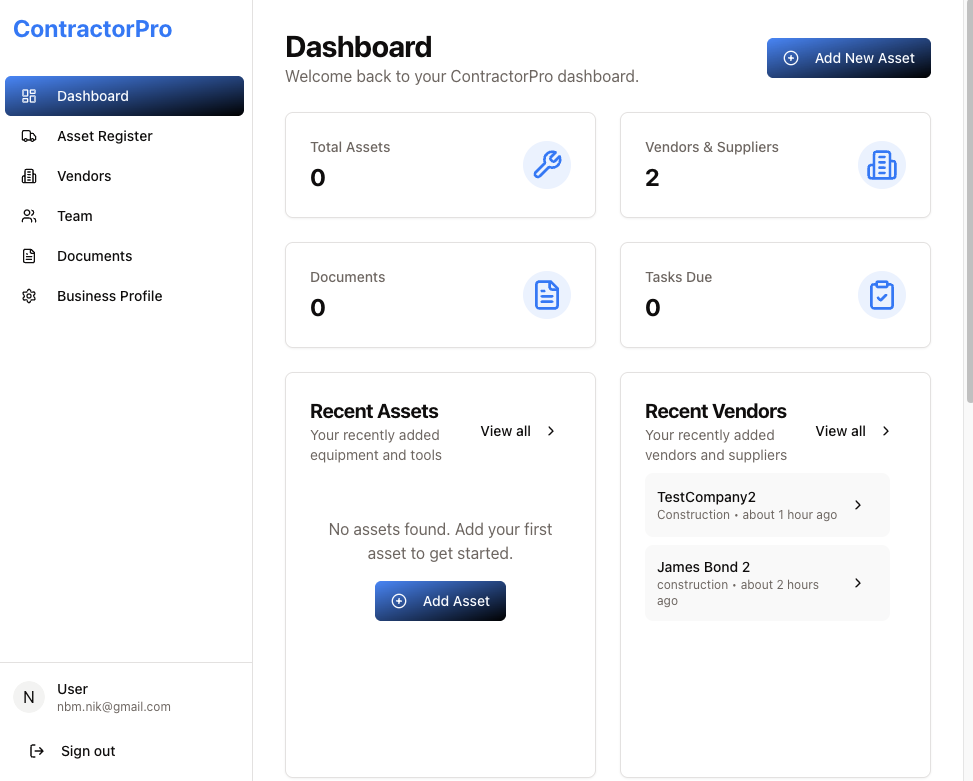 ContractorPro
Dashboard
Asset Register
Vendors
Team
Documents
Business Profile
N
User
nbm.nik@gmail.com
Sign out
Dashboard
Welcome back to your ContractorPro dashboard.
Add New Asset
Total Assets
0
Vendors & Suppliers
2
Documents
0
Tasks Due
0
Recent Assets
Your recently added
equipment and tools
View all
No assets found. Add your first
asset to get started.
Add Asset
Recent Vendors
Your recently added
vendors and suppliers
View all
TestCompany2
Construction • about 1 hour ago
James Bond 2
construction • about 2 hours
ago